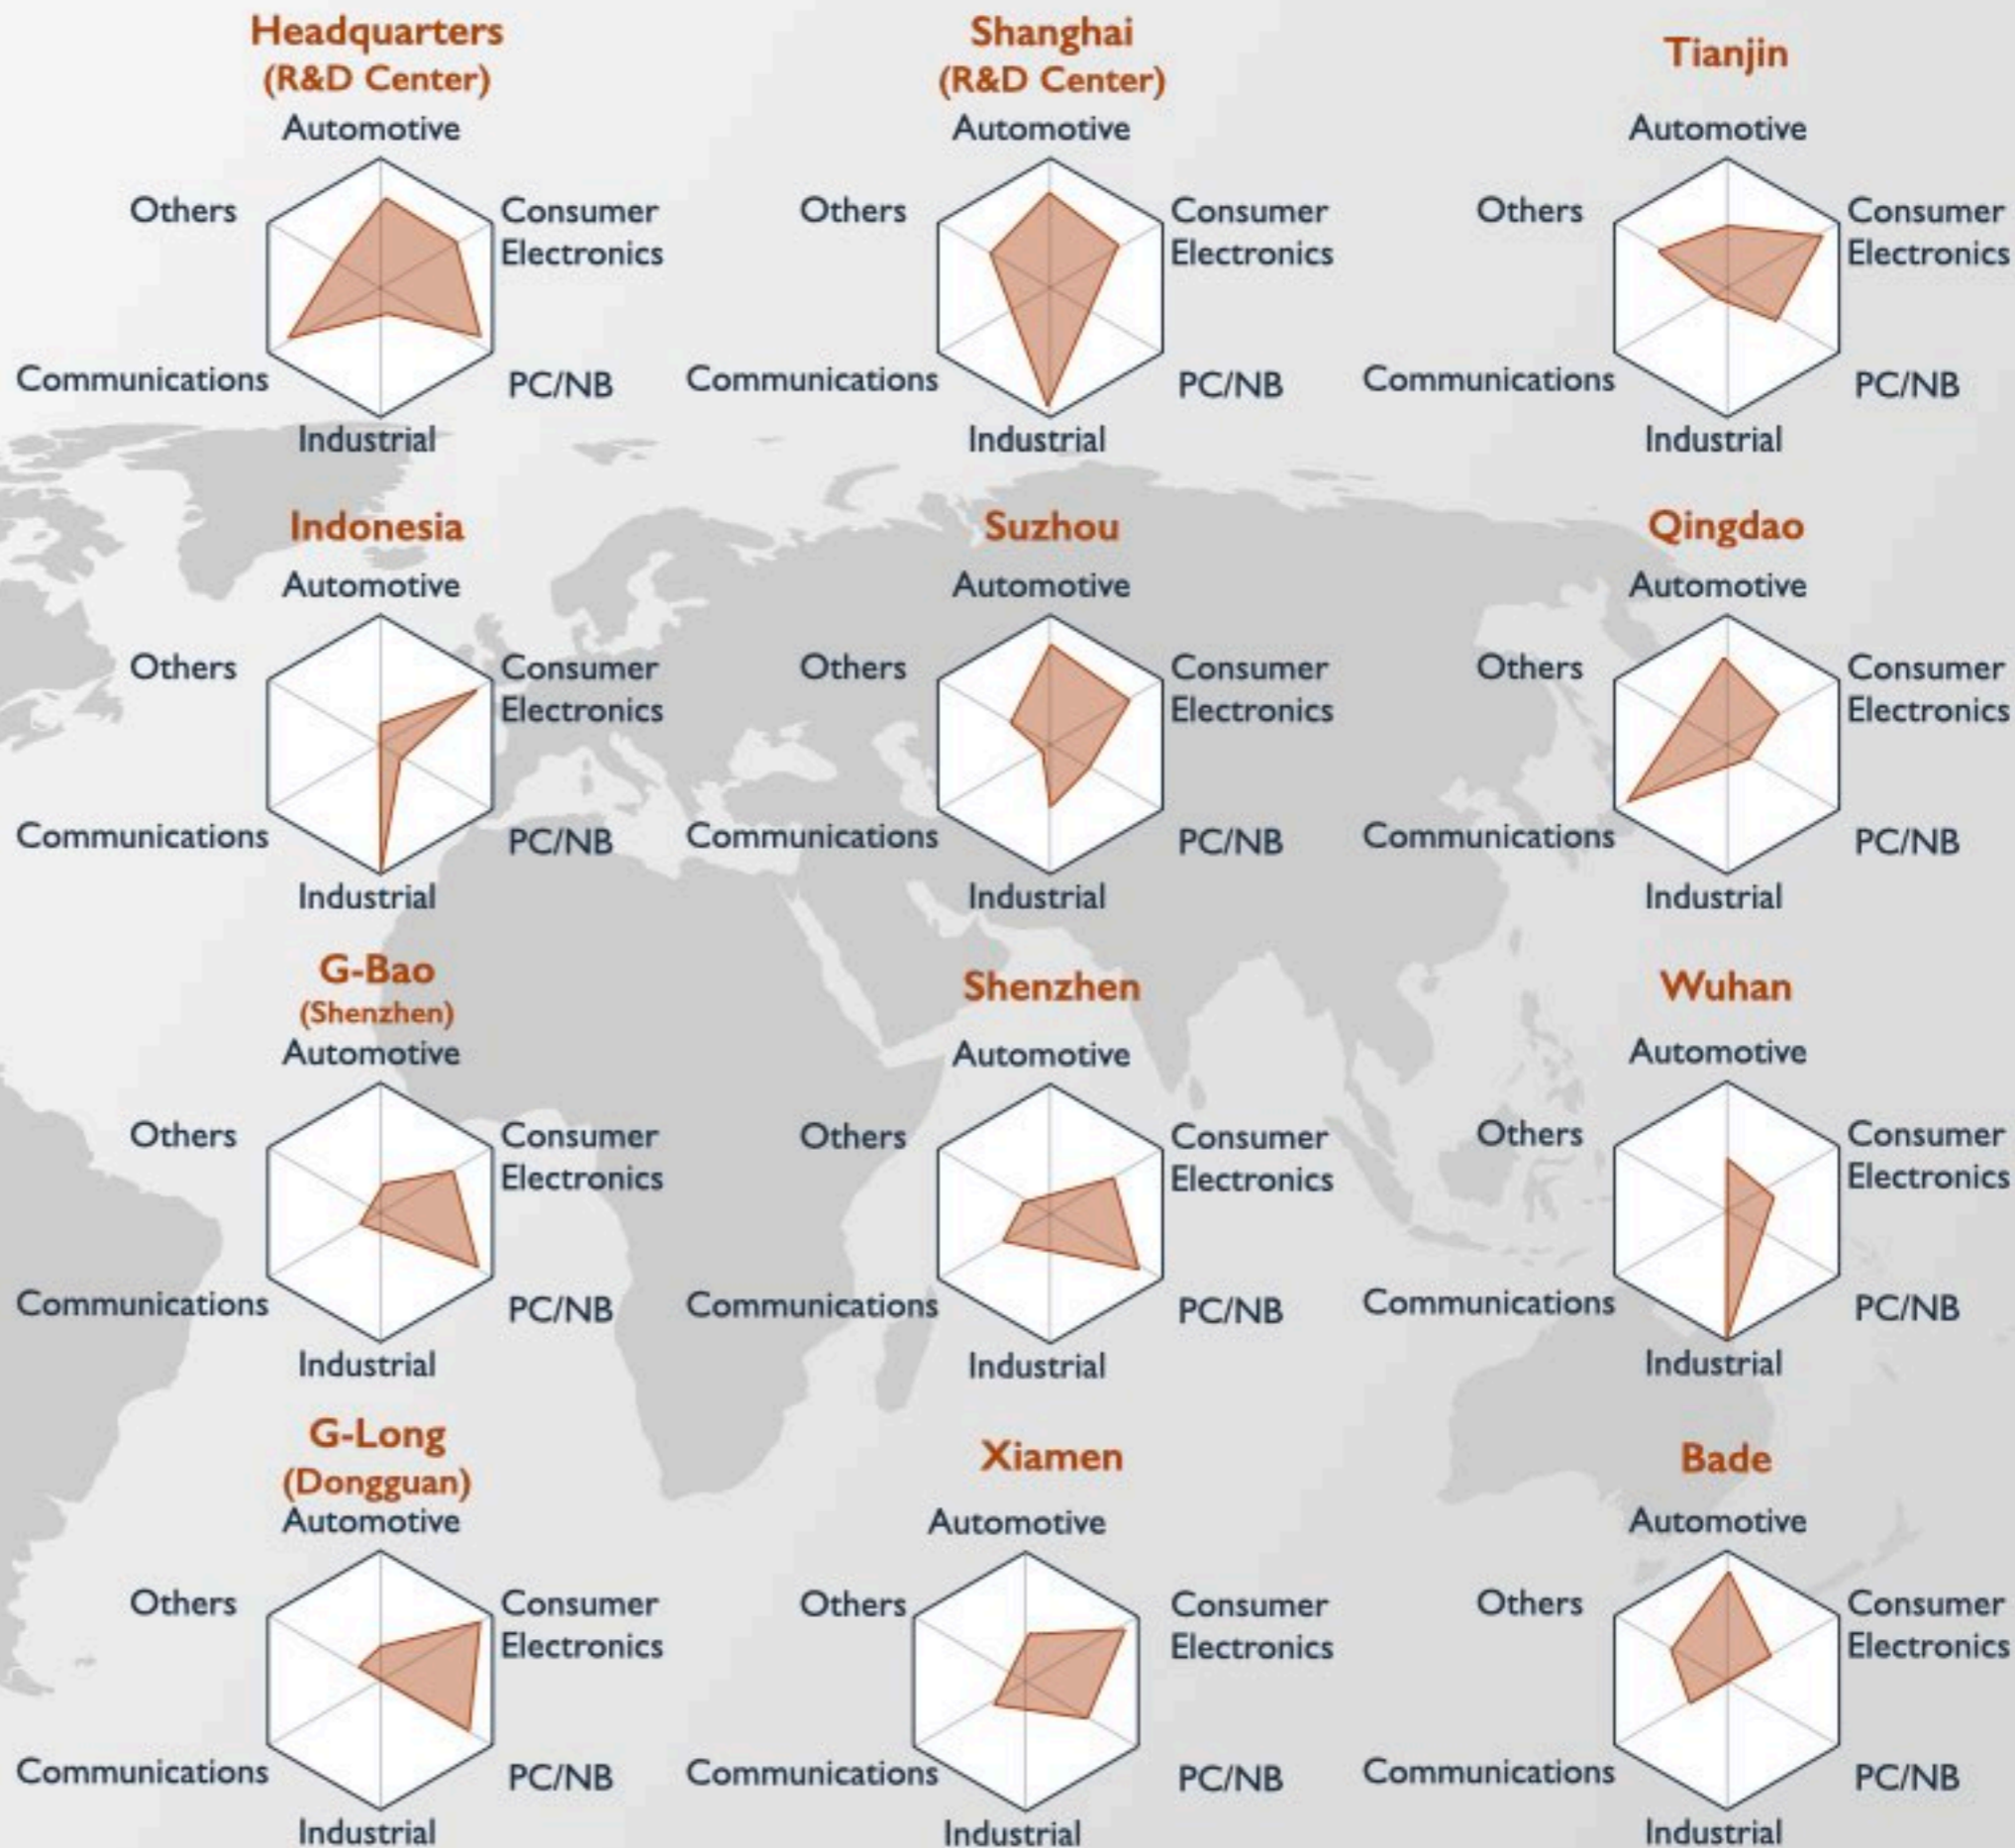 Headquarters
(R&D Center)
Automotive
Others
Consumer
Electronics
Communications
PC/NB
Industrial
Shanghai
(R&D Center)
Automotive
Others
Consumer
Electronics
Communications
PC/NB
Industrial
Tianjin
Automotive
Others
Consumer
Electronics
Communications
PC/NB
Industrial
Indonesia
Automotive
Others
Consumer
Electronics
Communications
PC/NB
Industrial
Suzhou
Automotive
Others
Consumer
Electronics
Communications
PC/NB
Industrial
Qingdao
Automotive
Others
Consumer
Electronics
Communications
PC/NB
Industrial
G-Bao
(Shenzhen)
Automotive
Others
Consumer
Electronics
Communications
PC/NB
Industrial
Shenzhen
Automotive
Others
Consumer
Electronics
Communications
PC/NB
Industrial
Wuhan
Automotive
Others
Consumer
Electronics
Communications
PC/NB
Industrial
G-Long
(Dongguan)
Automotive
Others
Consumer
Electronics
Communications
PC/NB
Industrial
Xiamen
Automotive
Others
Consumer
Electronics
Communications
PC/NB
Industrial
Bade
Automotive
Others
Consumer
Electronics
Communications
PC/NB
Industrial